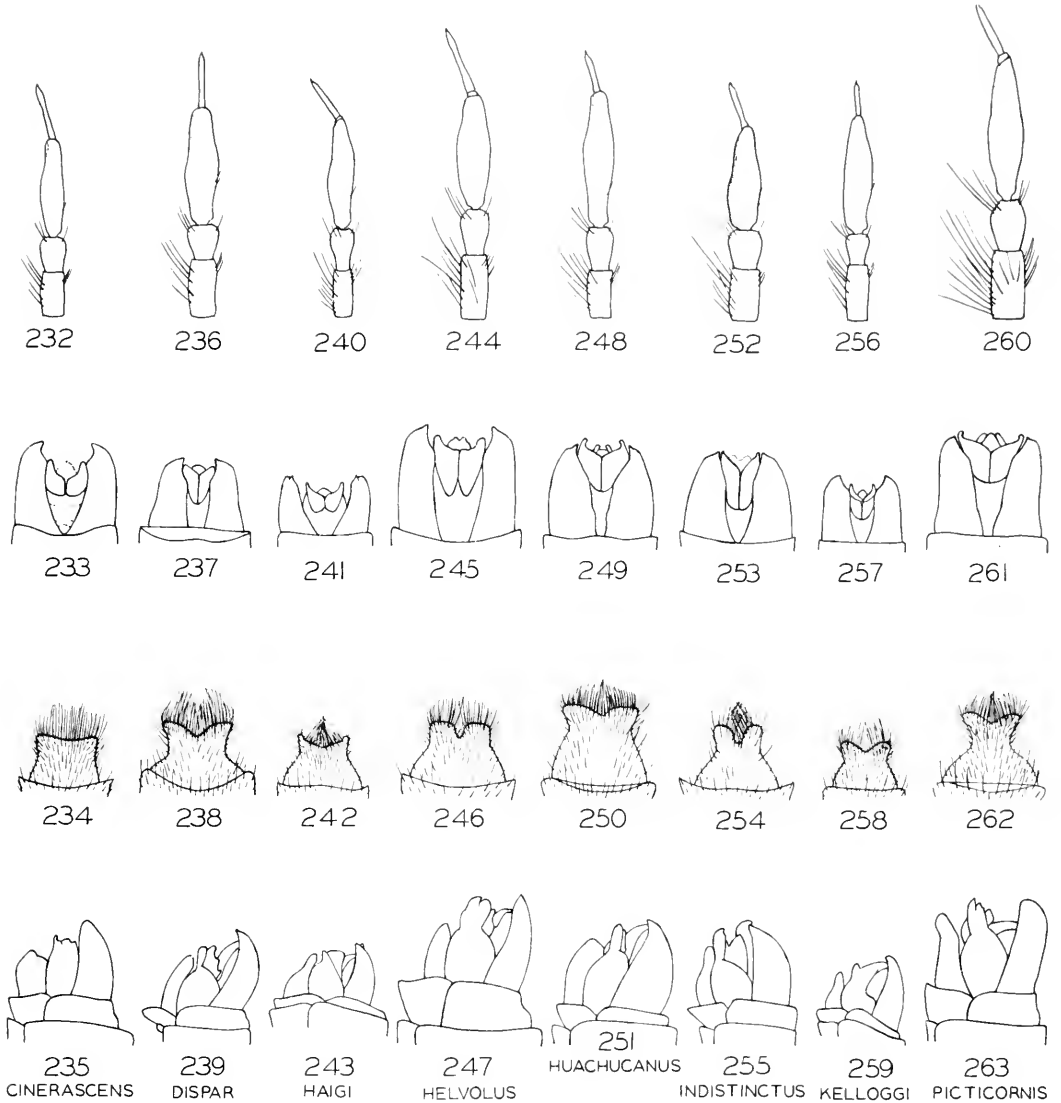 232 236 240 244 248 252 256 260
233 237 241 245 249 253 257 261
234 238 242 246 250 254 258 262
235 239 243 247 251 255 259 263
CINERASCENS DISPAR HAIGI HELVOLUS HUACHUCANUS INDISTINCTUS KELLOGGI PICTICORNIS